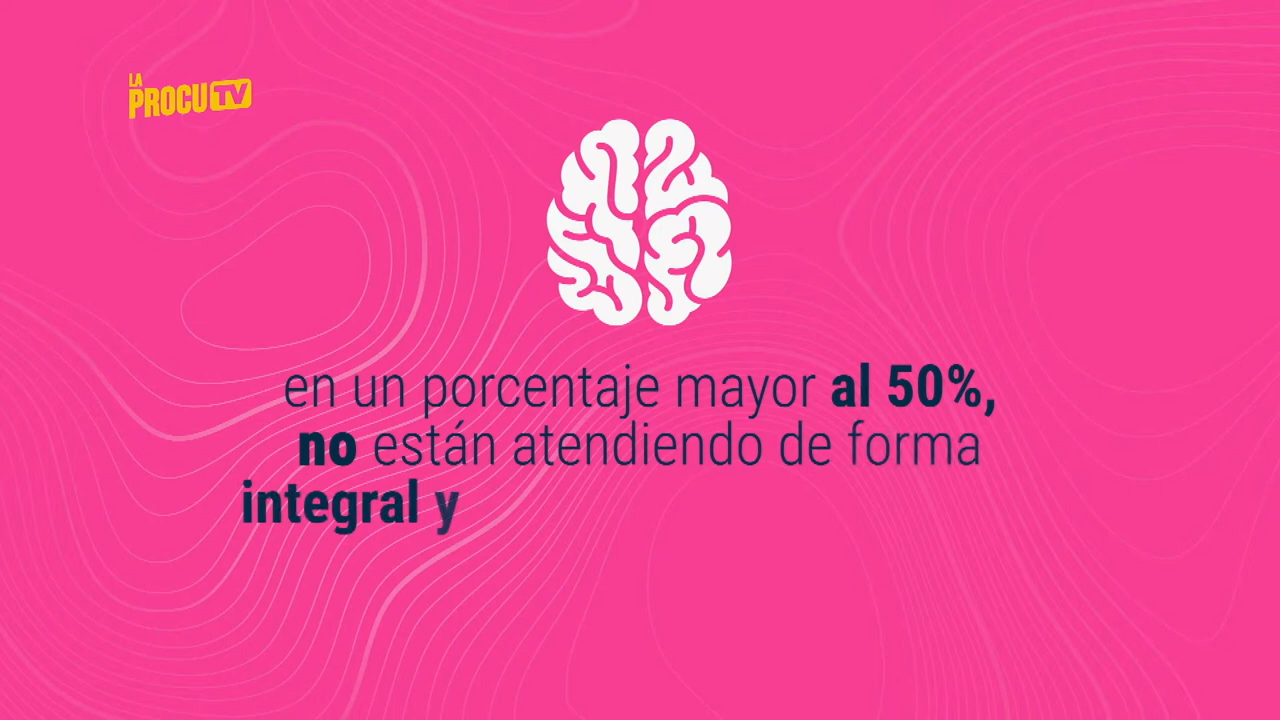 LA
PROCU TV
en un porcentaje mayor al 50%,
no están atendiendo de forma
integral y